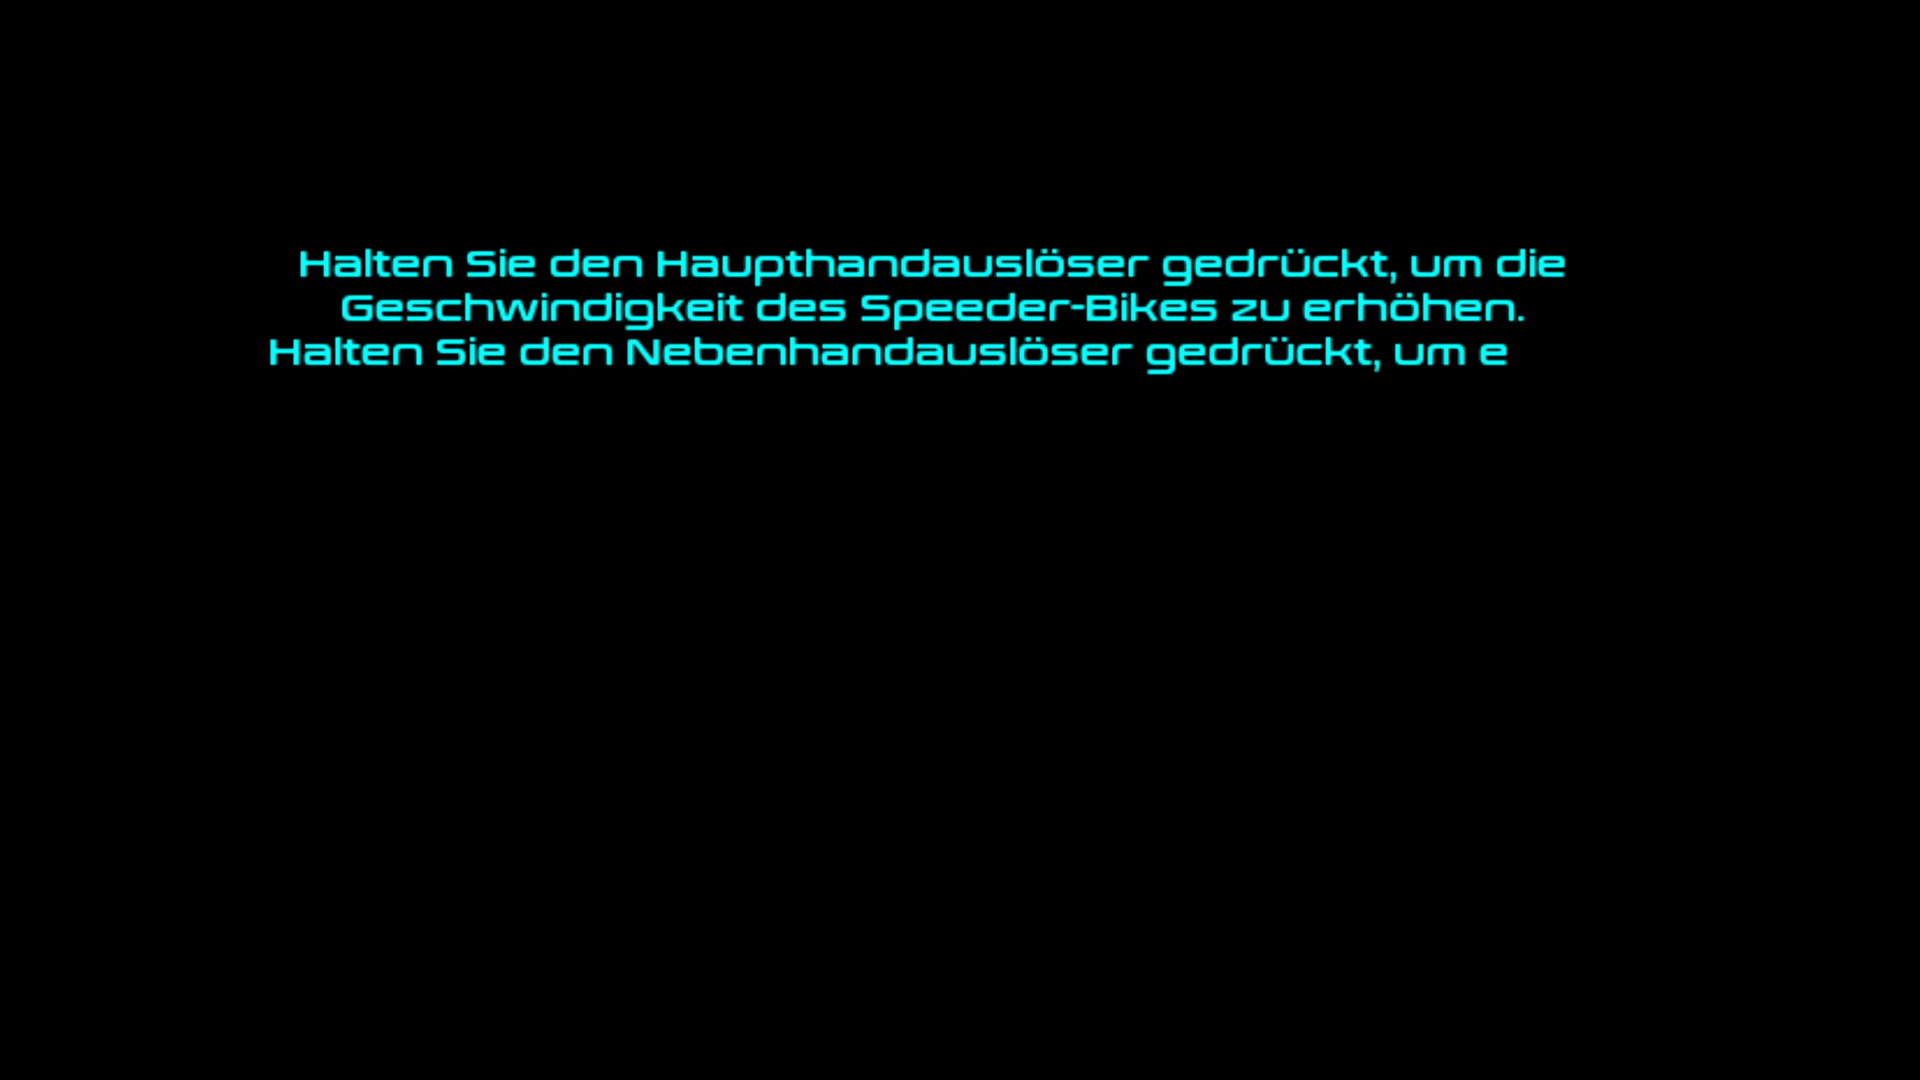 Halten Sie den Haupthandauslöser gedrückt, um die
Geschwindigkeit des Speeder-Bikes zu erhöhen.
Halten Sie den Nebenhandauslöser gedrückt, um e